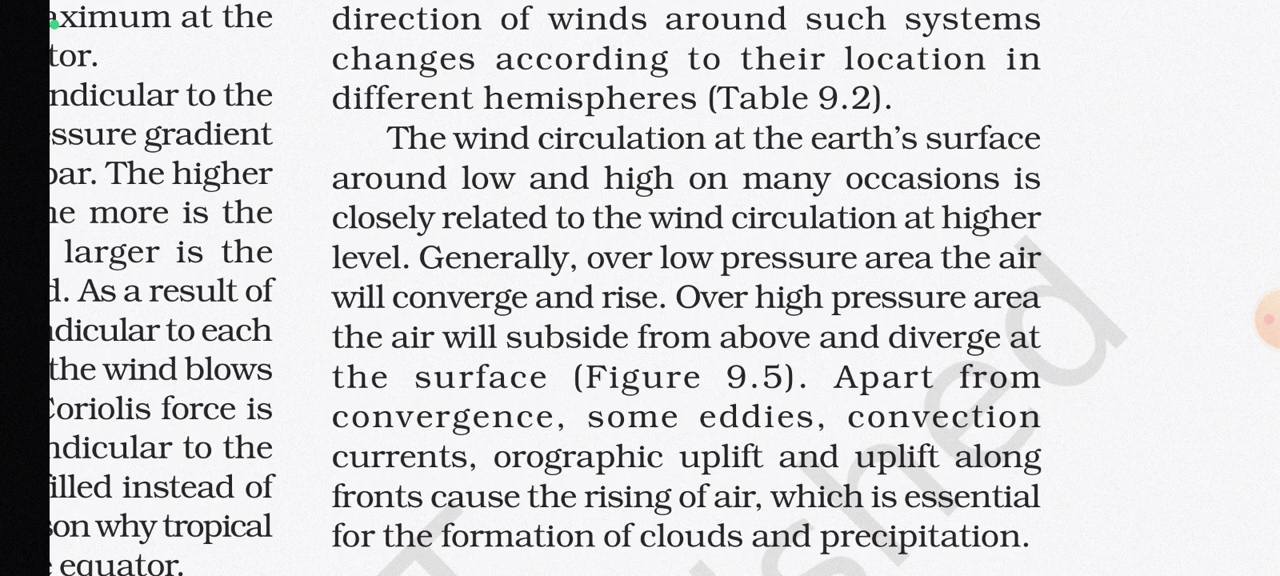 aximum at the
tor.
ndicular to the
ssure gradient
bar. The higher
he more is the
larger is the
d. As a result of
ndicular to each
the wind blows
Coriolis force is
ndicular to the
filled instead of
son why tropical
equator.
direction of winds around such systems
changes according to their location in
different hemispheres (Table 9.2).
The wind circulation at the earth's surface
around low and high on many occasions is
closely related to the wind circulation at higher
level. Generally, over low pressure area the air
will converge and rise. Over high pressure area
the air will subside from above and diverge at
the surface (Figure 9.5). Apart from
convergence, some eddies, convection
currents, orographic uplift and uplift along
fronts cause the rising of air, which is essential
for the formation of clouds and precipitation.